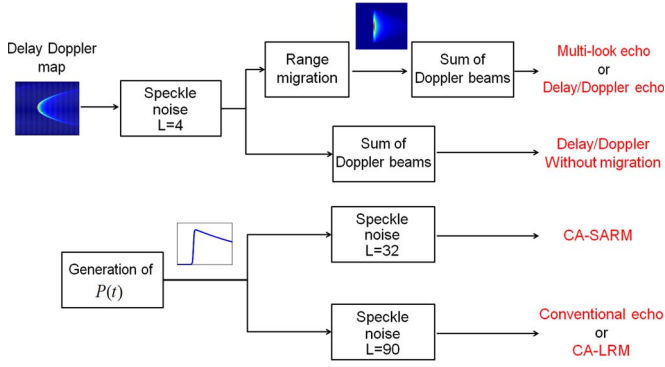 Delay Doppler
map
Speckle
noise
L=4
Range
migration
Sum of
Doppler beams
Multi-look echo
or
Delay/Doppler echo
Sum of
Doppler beams
Delay/Doppler
Without migration
Generation of
P(t)
Speckle
noise
L=32
CA-SARM
Speckle
noise
L=90
Conventional echo
or
CA-LRM